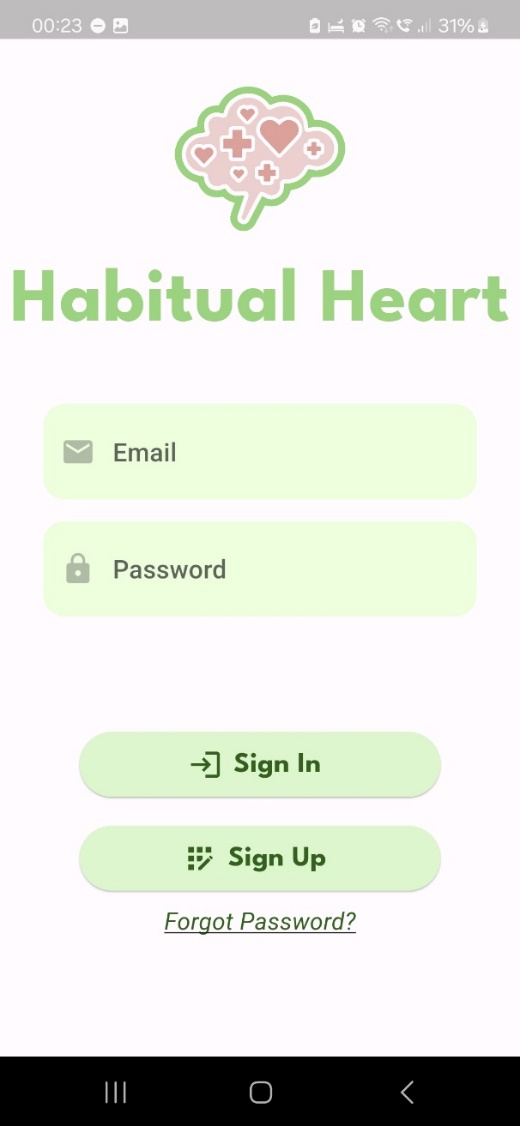 00:23 31%
Habitual Heart
Email
Password
Sign In
Sign Up
Forgot Password?